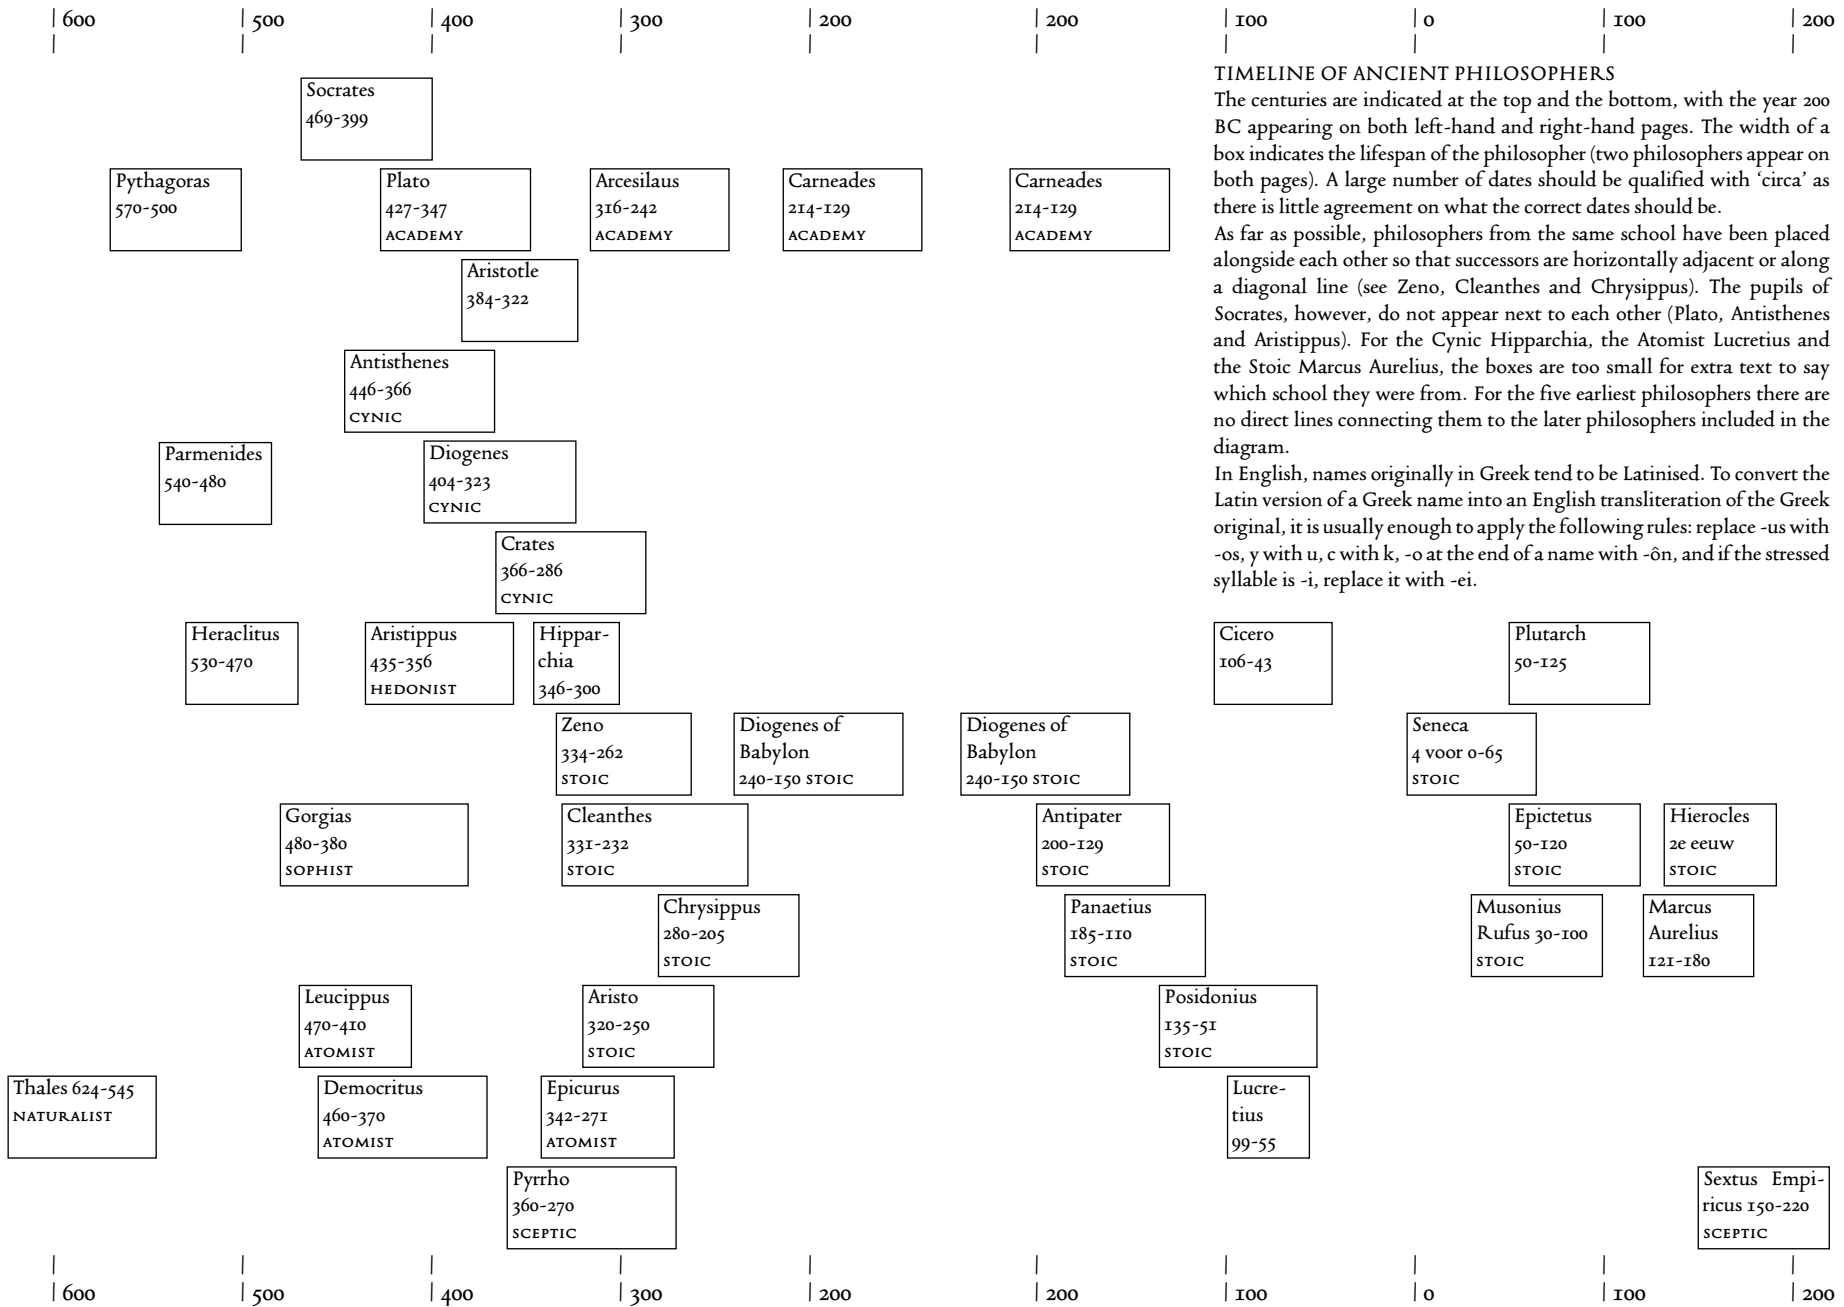 600 500 400 300 200 200 100 0 100 200
TIMELINE OF ANCIENT PHILOSOPHERS
The centuries are indicated at the top and the bottom, with the year 200
BC appearing on both left-hand and right-hand pages. The width of a
box indicates the lifespan of the philosopher (two philosophers appear on
both pages). A large number of dates should be qualified with ‘circa’ as
there is little agreement on what the correct dates should be.
As far as possible, philosophers from the same school have been placed
alongside each other so that successors are horizontally adjacent or along
a diagonal line (see Zeno, Cleanthes and Chrysippus). The pupils of
Socrates, however, do not appear next to each other (Plato, Antisthenes
and Aristippus). For the Cynic Hipparchia, the Atomist Lucretius and
the Stoic Marcus Aurelius, the boxes are too small for extra text to say
which school they were from. For the five earliest philosophers there are
no direct lines connecting them to the later philosophers included in the
diagram.
In English, names originally in Greek tend to be Latinised. To convert the
Latin version of a Greek name into an English transliteration of the Greek
original, it is usually enough to apply the following rules: replace -us with
-os, y with u, c with k, -o at the end of a name with -ôn, and if the stressed
syllable is -i, replace it with -ei.
Socrates
469-399
Pythagoras
570-500
Plato
427-347
ACADEMY
Arcesilaus
316-242
ACADEMY
Carneades
214-129
ACADEMY
Carneades
214-129
ACADEMY
Aristotle
384-322
Antisthenes
446-366
CYNIC
Parmenides
540-480
Diogenes
404-323
CYNIC
Crates
366-286
CYNIC
Heraclitus
530-470
Aristippus
435-356
HEDONIST
Hippar-
chia
346-300
Cicero
106-43
Plutarch
50-125
Zeno
334-262
STOIC
Diogenes of
Babylon
240-150 STOIC
Diogenes of
Babylon
240-150 STOIC
Seneca
4 voor 0-65
STOIC
Gorgias
480-380
SOPHIST
Cleanthes
331-232
STOIC
Antipater
200-129
STOIC
Epictetus
50-120
STOIC
Hierocles
2e eeuw
STOIC
Chrysippus
280-205
STOIC
Panaetius
185-110
STOIC
Musonius
Rufus 30-100
STOIC
Marcus
Aurelius
121-180
Leucippus
470-410
ATOMIST
Aristo
320-250
STOIC
Posidonius
135-51
STOIC
Thales 624-545
NATURALIST
Democritus
460-370
ATOMIST
Epicurus
342-271
ATOMIST
Lucre-
tius
99-55
Pyrrho
360-270
SCEPTIC
Sextus Empi-
ricus 150-220
SCEPTIC
600 500 400 300 200 200 100 0 100 200